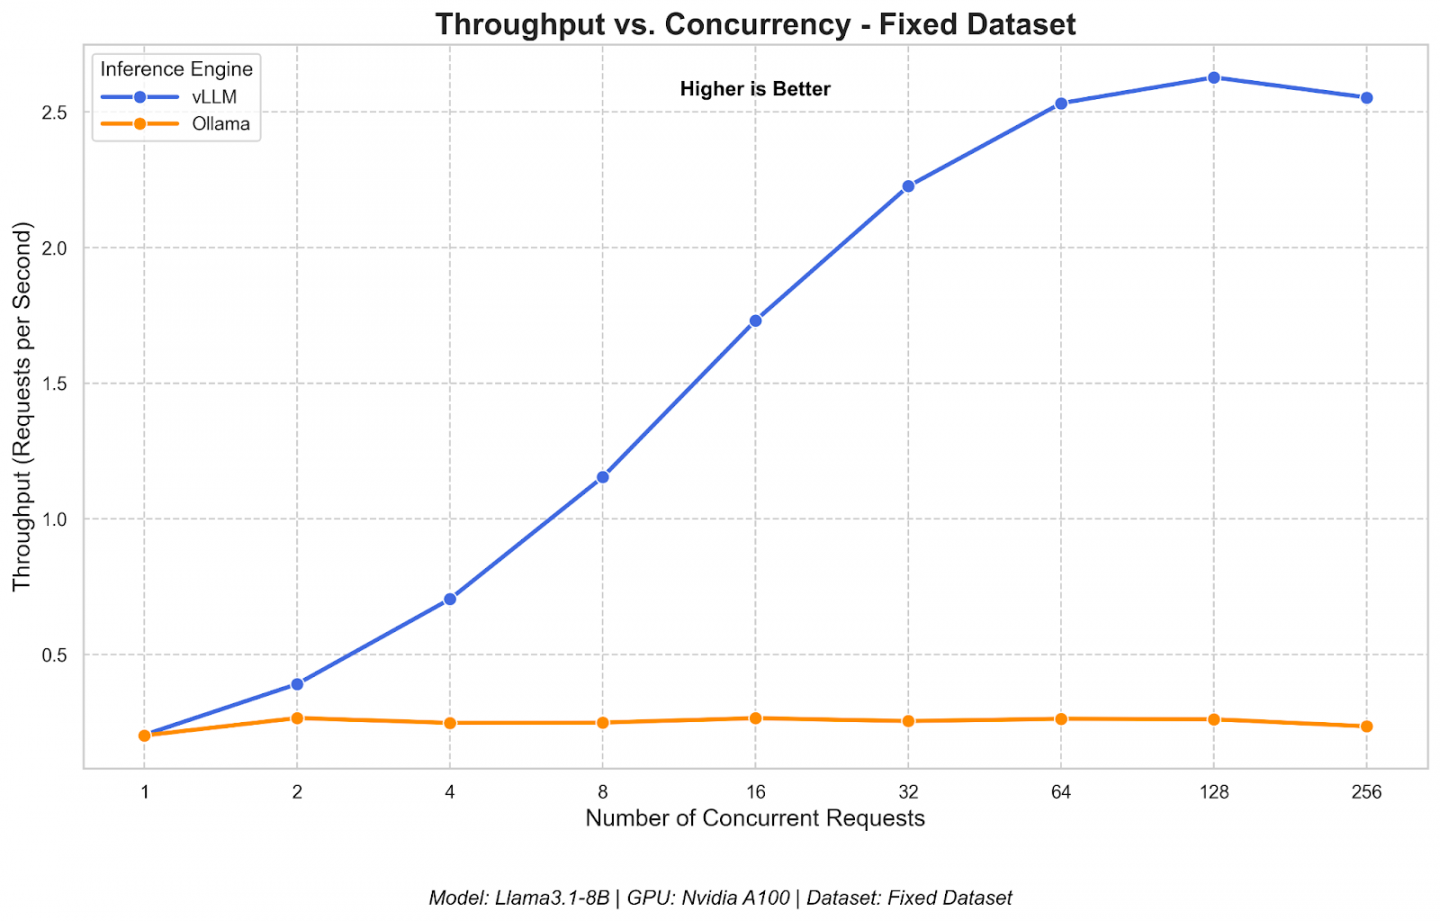 Throughput vs. Concurrency - Fixed Dataset
Inference Engine
vLLM
Ollama
Higher is Better
Throughput (Requests per Second)
2.5
2.0
1.5
1.0
0.5
1 2 4 8 16 32 64 128 256
Number of Concurrent Requests
Model: Llama3.1-8B | GPU: Nvidia A100 | Dataset: Fixed Dataset